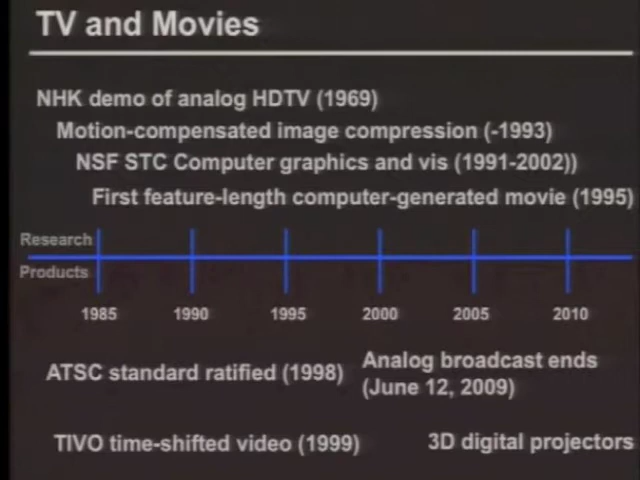 TV and Movies
NHK demo of analog HDTV (1969)
Motion-compensated image compression (-1993)
NSF STC Computer graphics and vis (1991-2002))
First feature-length computer-generated movie (1995)
Research
Products
1985 1990 1995 2000 2005 2010
ATSC standard ratified (1998)
Analog broadcast ends
(June 12, 2009)
TIVO time-shifted video (1999)
3D digital projectors